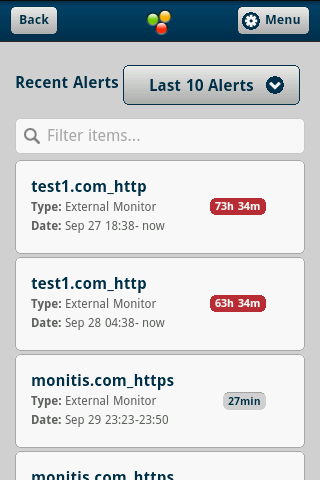 Back
Menu
Recent Alerts
Last 10 Alerts
Filter items...
test1.com_http
Type: External Monitor
73h 34m
Date: Sep 27 18:38- now
test1.com_http
Type: External Monitor
63h 34m
Date: Sep 28 04:38- now
monitis.com_https
Type: External Monitor
27min
Date: Sep 29 23:23-23:50
monitis.com_https